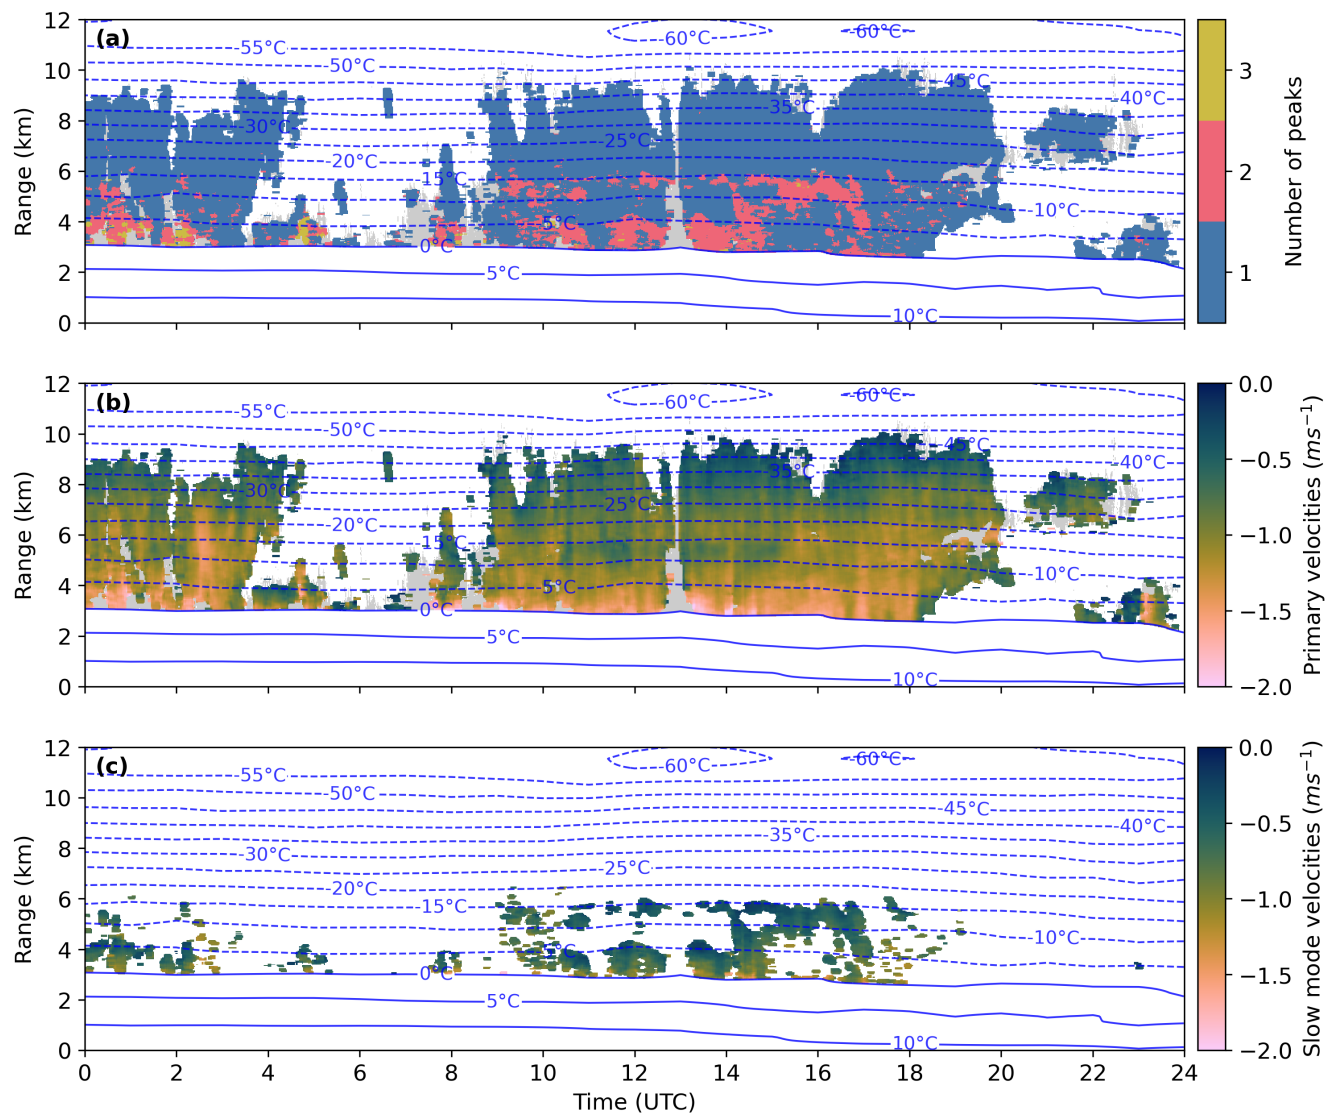 (a)
12
10
8
6
4
2
0
Range (km)
-60°C
-60°C
-55°C
-50°C
-45°C
-40°C
-35°C
-30°C
-25°C
-20°C
-15°C
-10°C
-5°C
0°C
5°C
10°C
3
2
1
Number of peaks
(b)
12
10
8
6
4
2
0
Range (km)
-60°C
-60°C
-55°C
-50°C
-45°C
-40°C
-35°C
-30°C
-25°C
-20°C
-15°C
-10°C
-5°C
0°C
5°C
10°C
0.0
−0.5
−1.0
−1.5
−2.0
Primary velocities (ms⁻¹)
(c)
12
10
8
6
4
2
0
Range (km)
-60°C
-60°C
-55°C
-50°C
-45°C
-40°C
-35°C
-30°C
-25°C
-20°C
-15°C
-10°C
-5°C
0°C
5°C
10°C
0.0
−0.5
−1.0
−1.5
−2.0
Slow mode velocities (ms⁻¹)
0 2 4 6 8 10 12 14 16 18 20 22 24
Time (UTC)